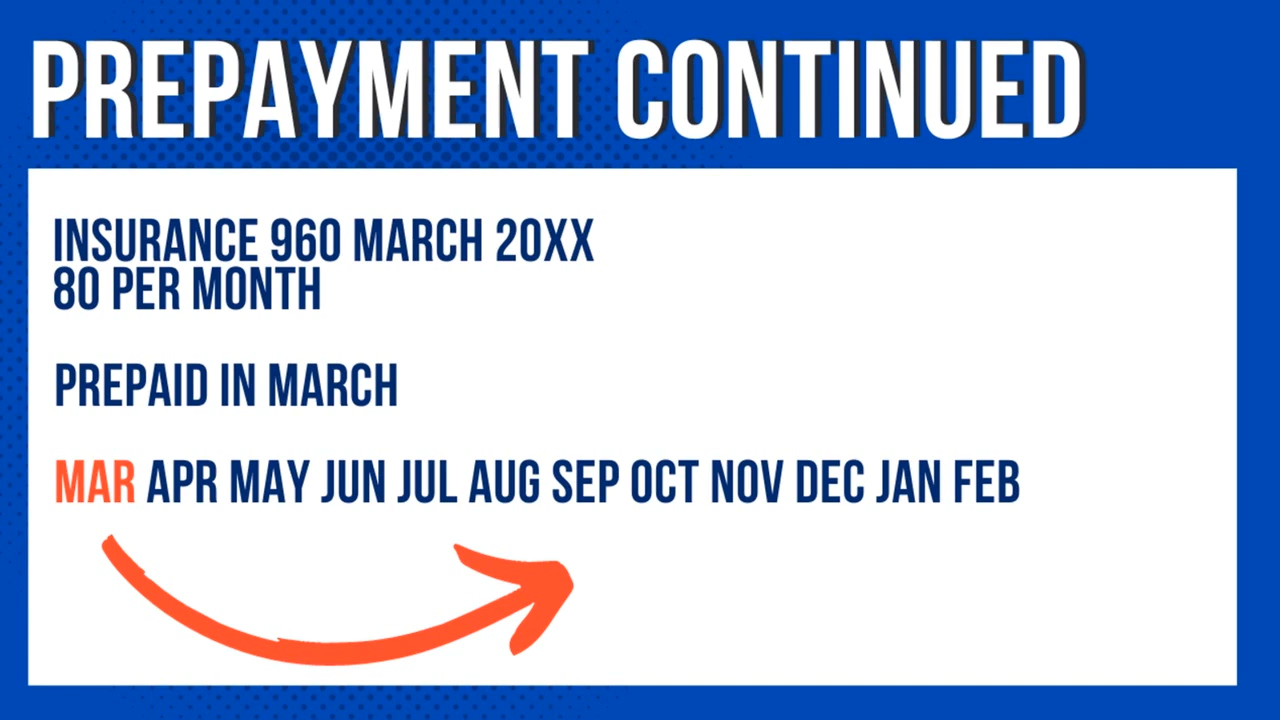 PREPAYMENT CONTINUED
INSURANCE 960 MARCH 20XX
80 PER MONTH
PREPAID IN MARCH
MAR APR MAY JUN JUL AUG SEP OCT NOV DEC JAN FEB